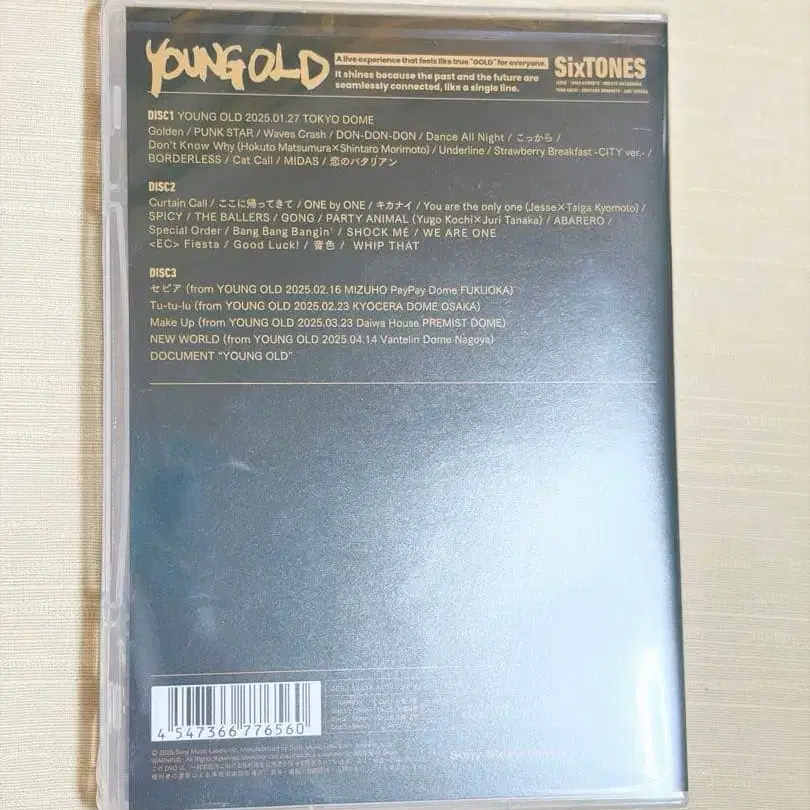 YOUNG OLD
A live experience that feels like true "GOLD" for everyone.
It shines because the past and the future are
seamlessly connected, like a single line.
SixTONES
DISC1 YOUNG OLD 2025.01.27 TOKYO DOME
Golden / PUNK STAR / Waves Crash / DON-DON-DON / Dance All Night / こっから /
Don't Know Why (Hokuto Matsumura×Shintaro Morimoto) / Underline / Strawberry Breakfast -CITY ver.- /
BORDERLESS / Cat Call / MIDAS / 恋のバタリアン
DISC2
Curtain Call / ここに帰ってきて / ONE by ONE / キカナイ / You are the only one (Jesse×Taiga Kyomoto) /
SPICY / THE BALLERS / GONG / PARTY ANIMAL (Yugo Kochi×Juri Tanaka) / ABARERO /
Special Order / Bang Bang Bangin' / SHOCK ME / WE ARE ONE
<EC> Fiesta / Good Luck! / 音色 / WHIP THAT
DISC3
セピア (from YOUNG OLD 2025.02.16 MIZUHO PayPay Dome FUKUOKA)
Tu-tu-lu (from YOUNG OLD 2025.02.23 KYOCERA DOME OSAKA)
Make Up (from YOUNG OLD 2025.03.23 Daiwa House PREMIST DOME)
NEW WORLD (from YOUNG OLD 2025.04.14 Vantelin Dome Nagoya)
DOCUMENT "YOUNG OLD"
4 547366 776560